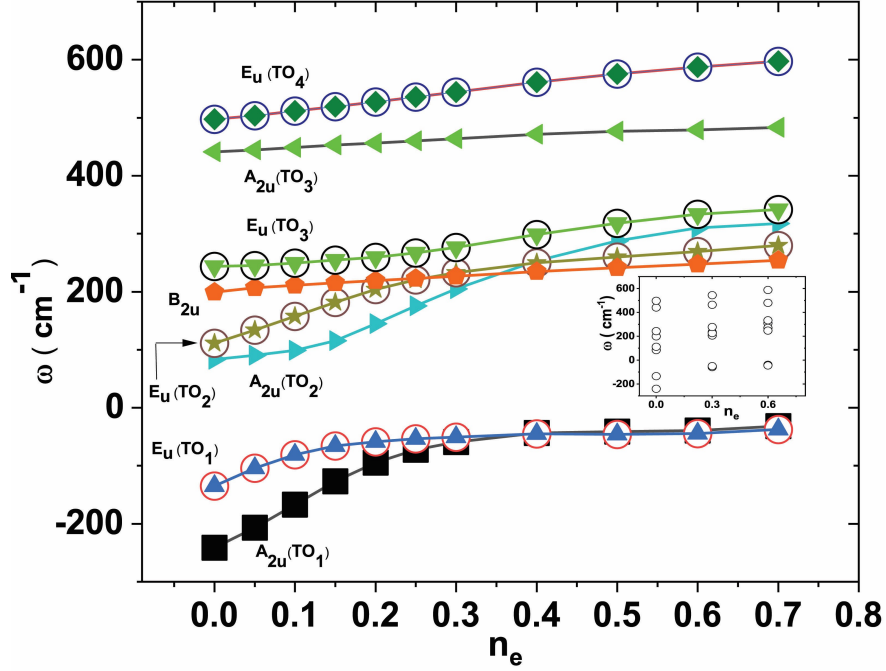 600
400
200
0
-200
ω ( cm-1)
Eu (TO4)
A2u(TO3)
Eu (TO3)
B2u
Eu (TO2)
A2u(TO2)
Eu (TO1)
A2u(TO1)
600
400
200
0
-200
ω (cm-1)
0.0 0.3 0.6
ne
0.0 0.1 0.2 0.3 0.4 0.5 0.6 0.7 0.8
ne